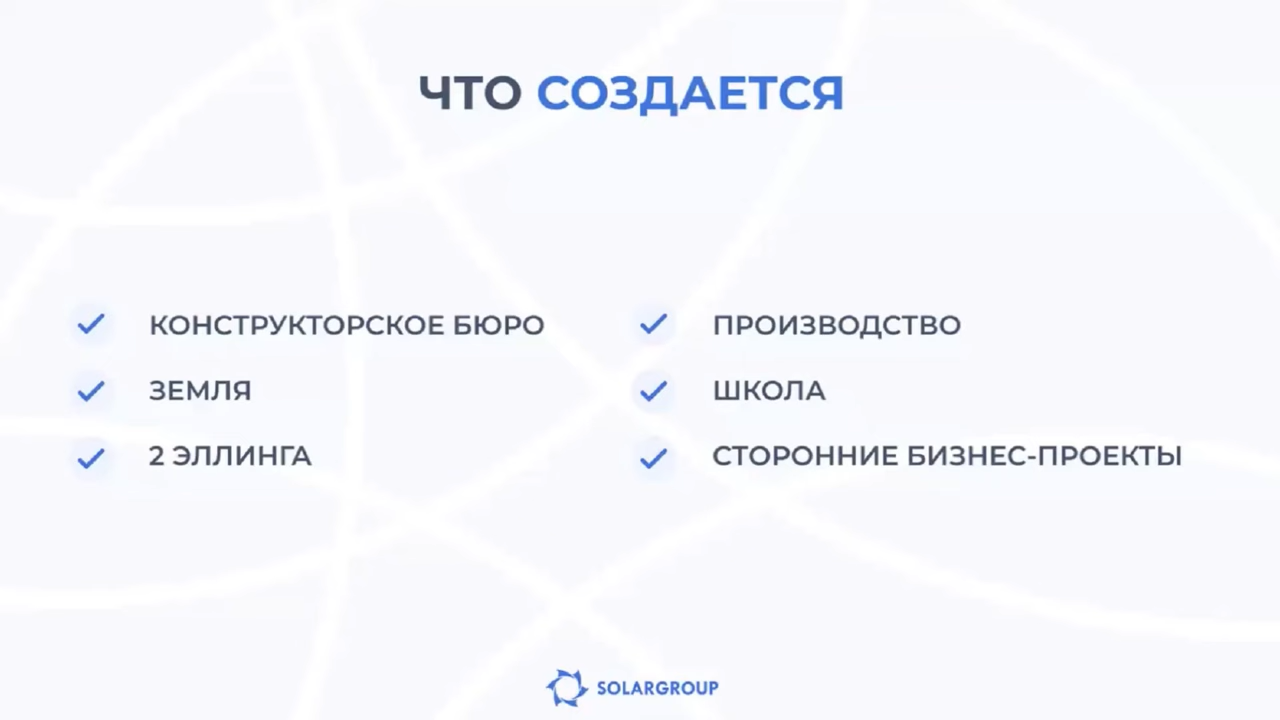 ЧТО СОЗДАЕТСЯ
КОНСТРУКТОРСКОЕ БЮРО
ЗЕМЛЯ
2 ЭЛЛИНГА
ПРОИЗВОДСТВО
ШКОЛА
СТОРОННИЕ БИЗНЕС-ПРОЕКТЫ
SOLARGROUP